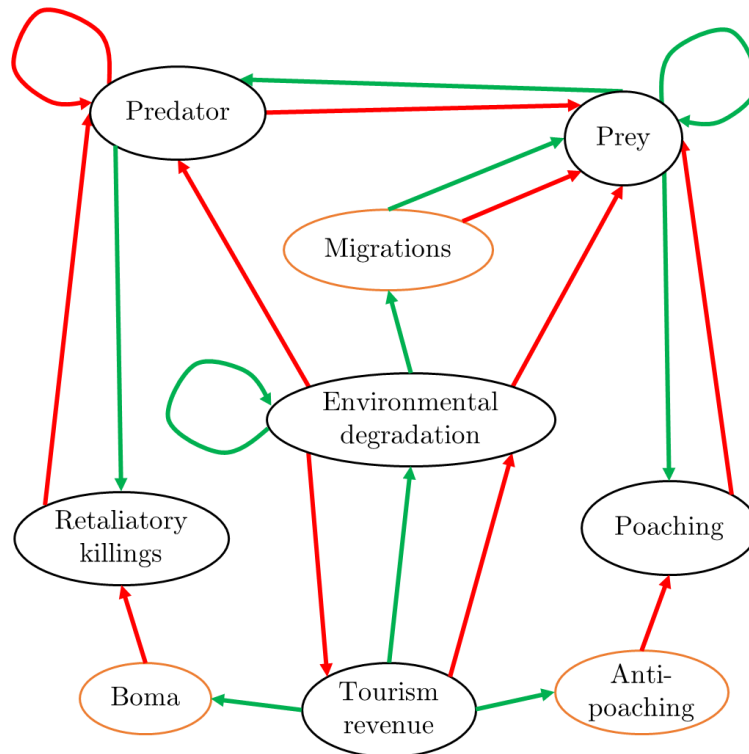 Predator
Prey
Migrations
Environmental
degradation
Retaliatory
killings
Poaching
Boma
Tourism
revenue
Anti-
poaching